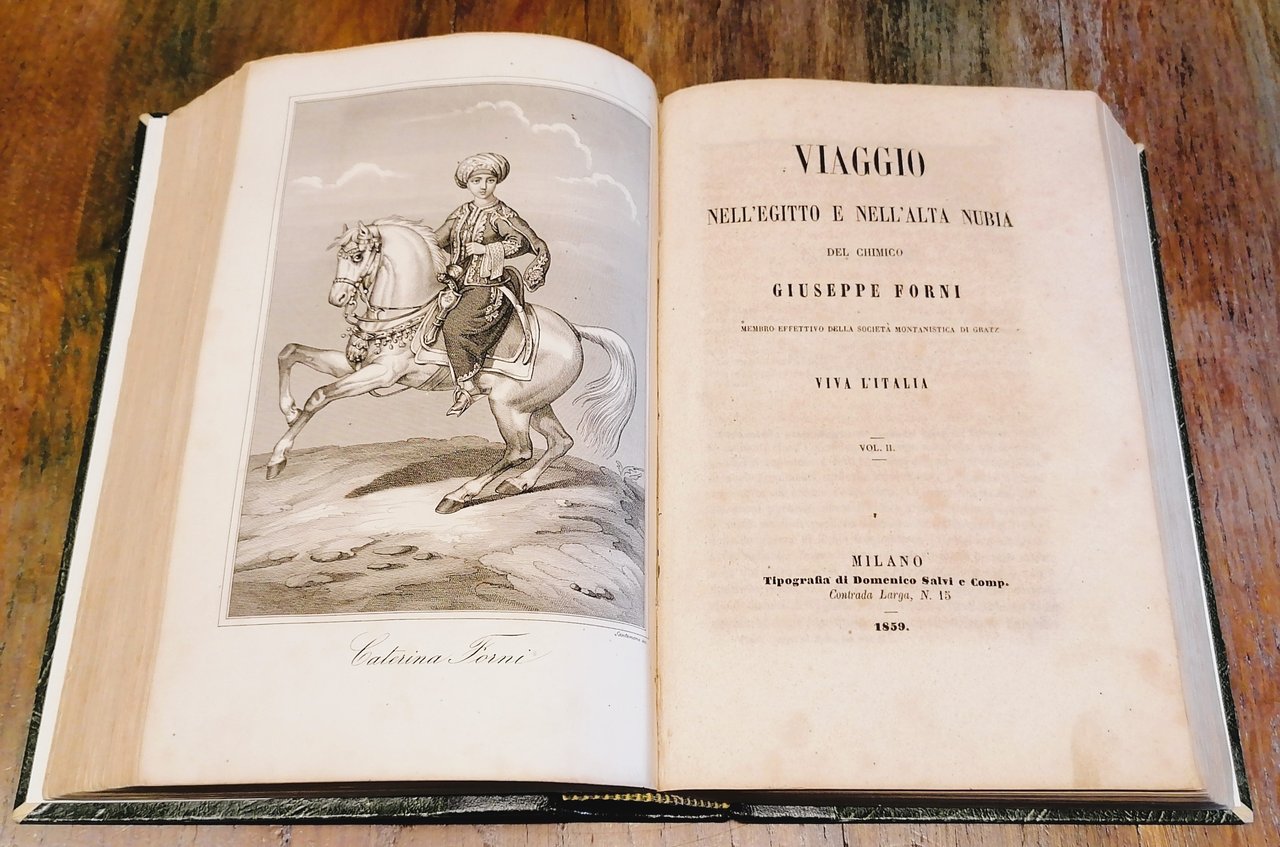 Caterina Forni
VIAGGIO
NELL'EGITTO E NELL'ALTA NUBIA
DEL CHIMICO
GIUSEPPE FORNI
MEMBRO EFFETTIVO DELLA SOCIETÀ MONTANISTICA DI GRATZ
VIVA L'ITALIA
VOL. II.
MILANO
Tipografia di Domenico Salvi e Comp.
Contrada Larga, N. 15
1859.